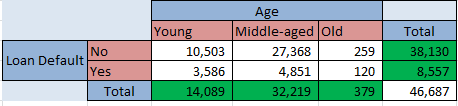 Age
Young Middle-aged Old Total
Loan Default No 10,503 27,368 259 38,130
Yes 3,586 4,851 120 8,557
Total 14,089 32,219 379 46,687